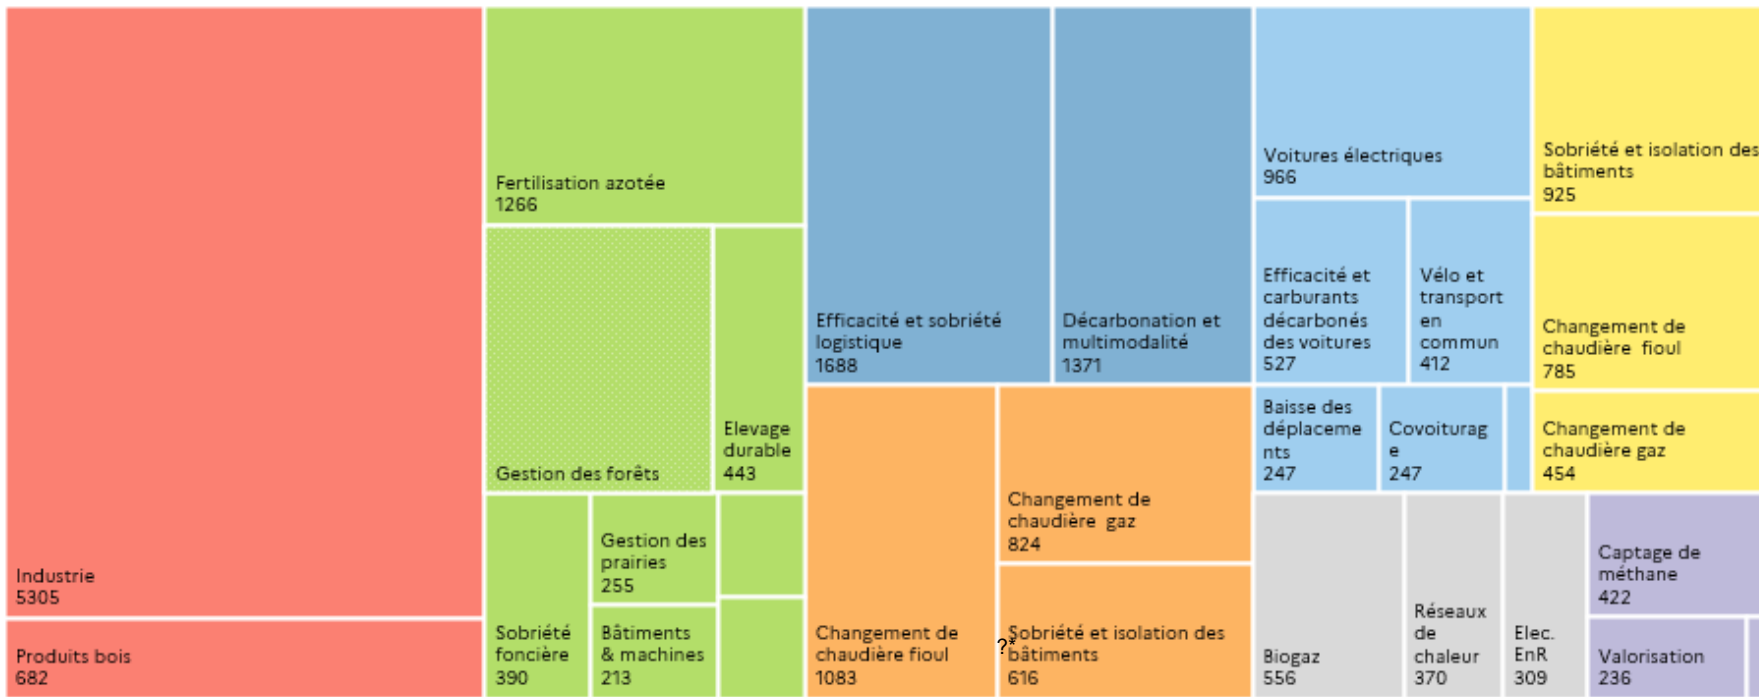 Industrie
5305
Produits bois
682
Fertilisation azotée
1266
Gestion des forêts
Elevage
durable
443
Sobriété
foncière
390
Gestion des
prairies
255
Bâtiments
& machines
213
Efficacité et sobriété
logistique
1688
Décarbonation et
multimodalité
1371
Changement de
chaudière fioul
1083
Changement de
chaudière gaz
824
?*
Sobriété et isolation des
bâtiments
616
Voitures électriques
966
Efficacité et
carburants
décarbonés
des voitures
527
Vélo et
transport
en
commun
412
Baisse des
déplaceme
nts
247
Covoiturag
e
247
Sobriété et isolation des
bâtiments
925
Changement de
chaudière fioul
785
Changement de
chaudière gaz
454
Biogaz
556
Réseaux
de
chaleur
370
Elec.
EnR
309
Captage de
méthane
422
Valorisation
236